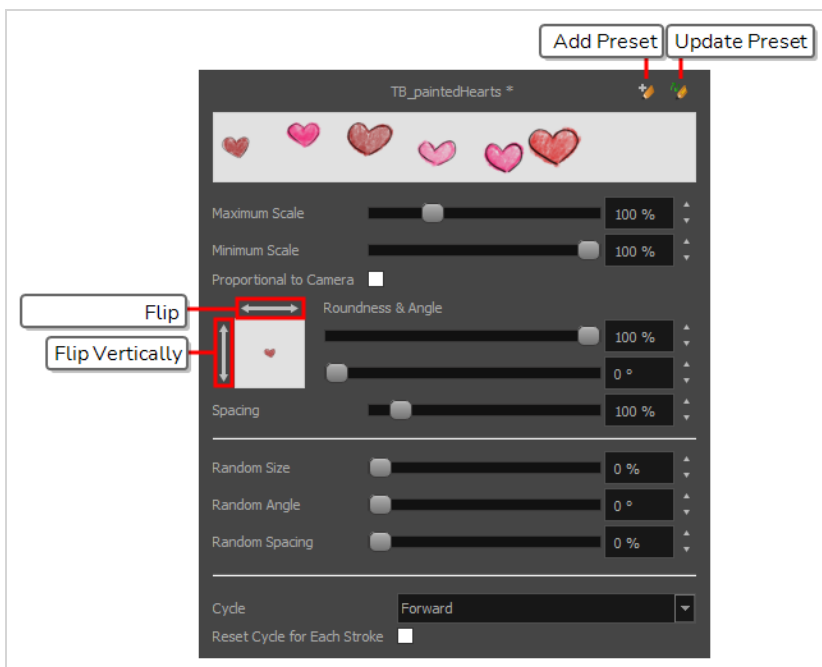 Add Preset
Update Preset
TB_paintedHearts *
Maximum Scale 100 %
Minimum Scale 100 %
Proportional to Camera
Flip
Roundness & Angle
Flip Vertically
100 %
0 °
Spacing 100 %
Random Size 0 %
Random Angle 0 °
Random Spacing 0 %
Cycle Forward
Reset Cycle for Each Stroke